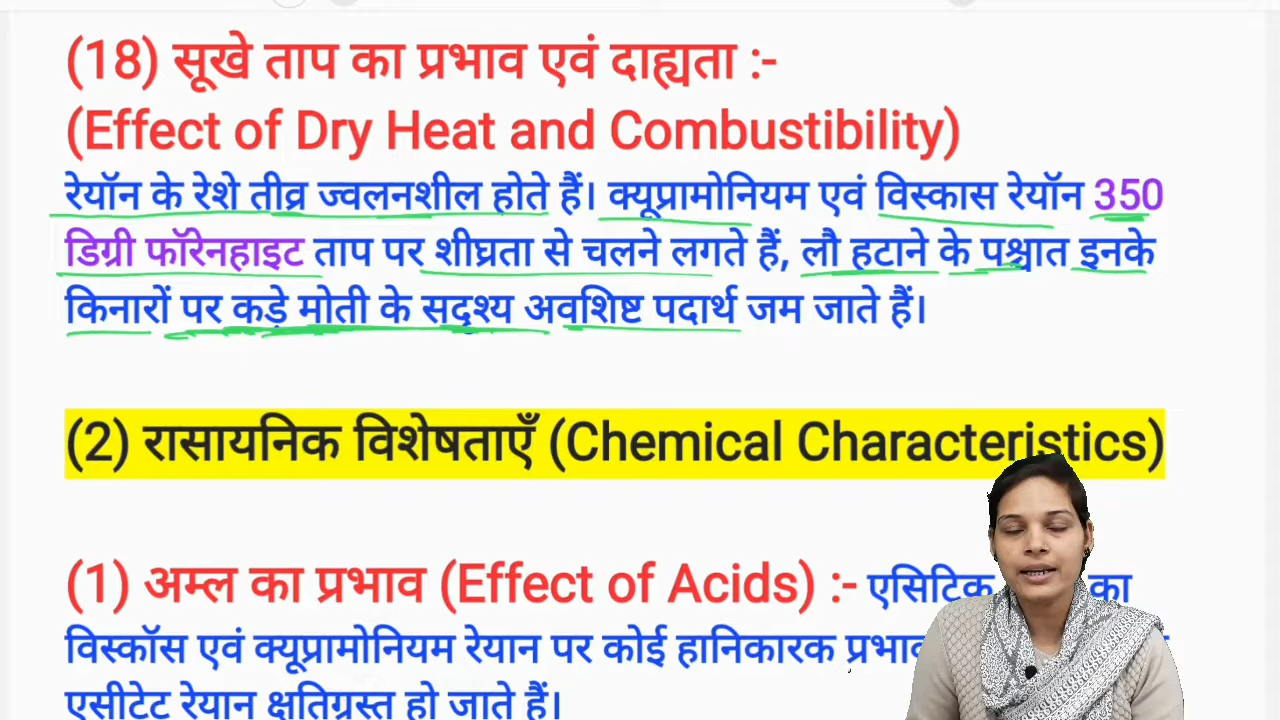 (18) सूखे ताप का प्रभाव एवं दाह्यता :-
(Effect of Dry Heat and Combustibility)
रेयॉन के रेशे तीव्र ज्वलनशील होते हैं। क्यूप्रामोनियम एवं विस्कास रेयॉन 350
डिग्री फॉरेनहाइट ताप पर शीघ्रता से चलने लगते हैं, लौ हटाने के पश्चात इनके
किनारों पर कड़े मोती के सदृश्य अवशिष्ट पदार्थ जम जाते हैं।
(2) रासायनिक विशेषताएँ (Chemical Characteristics)
(1) अम्ल का प्रभाव (Effect of Acids) :- एसिटिक का
विस्कॉस एवं क्यूप्रामोनियम रेयान पर कोई हानिकारक
एसीटेट रेयान क्षतिग्रस्त हो जाते हैं।